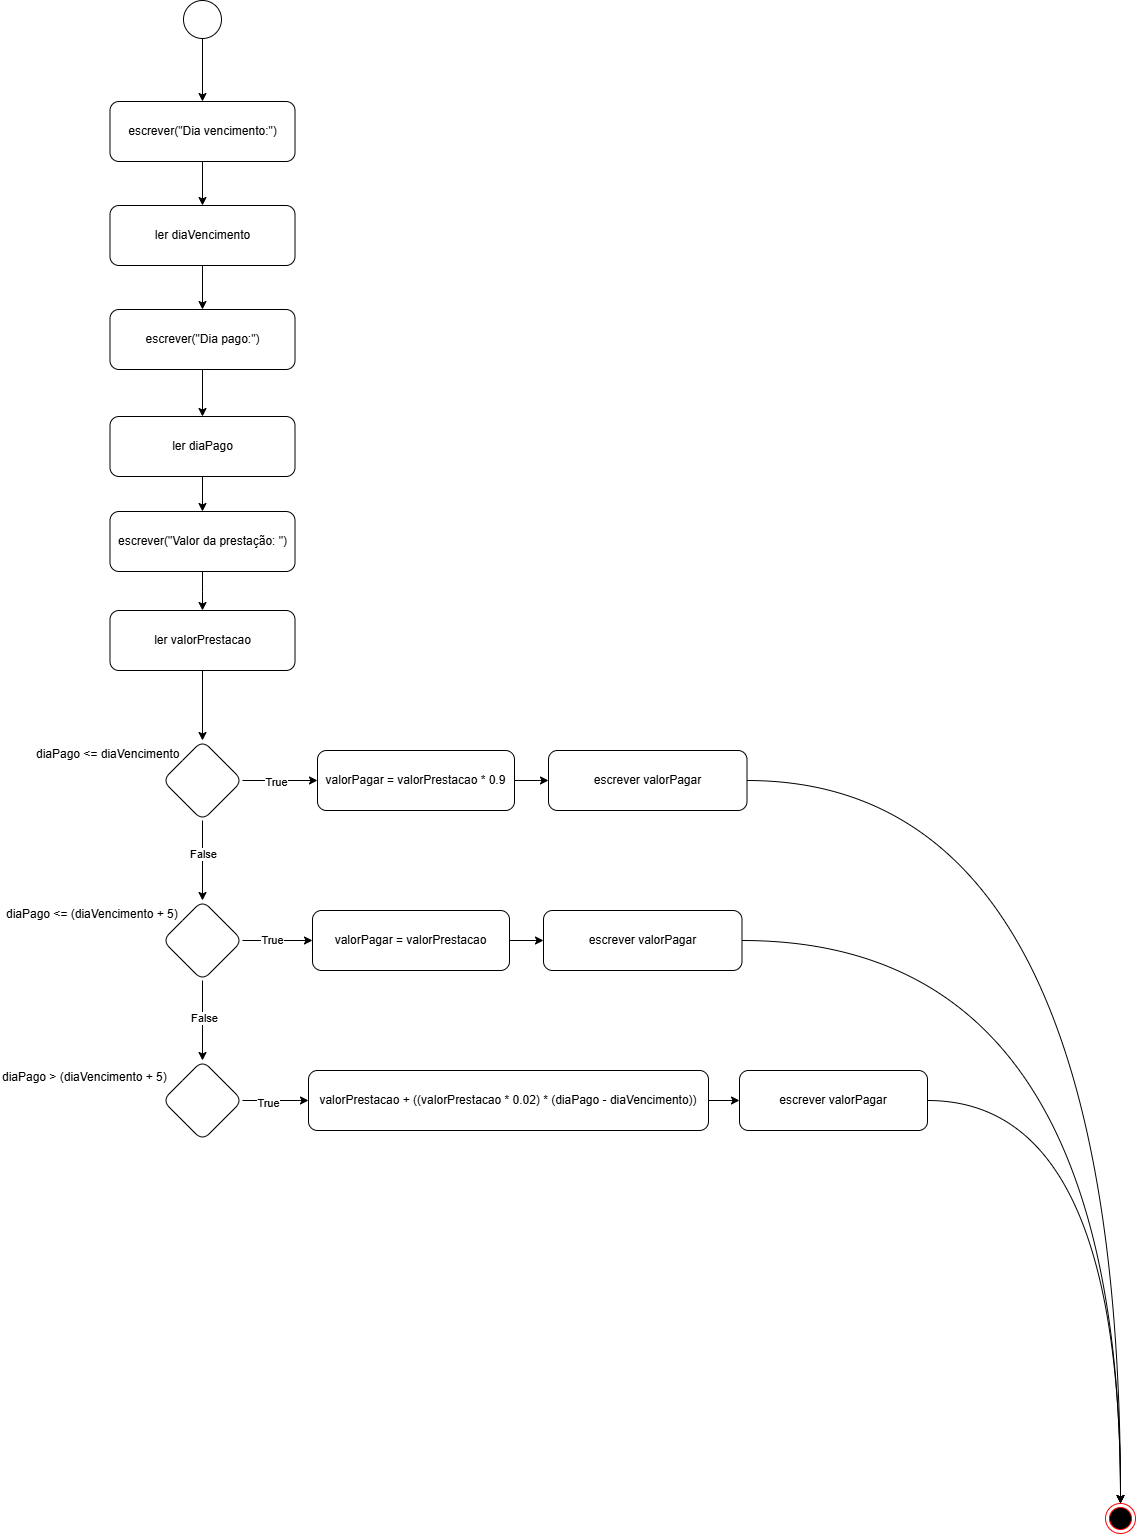 escrever("Dia vencimento:")
ler diaVencimento
escrever("Dia pago:")
ler diaPago
escrever("Valor da prestação: ")
ler valorPrestacao
diaPago <= diaVencimento
True
valorPagar = valorPrestacao * 0.9
escrever valorPagar
False
diaPago <= (diaVencimento + 5)
True
valorPagar = valorPrestacao
escrever valorPagar
False
diaPago > (diaVencimento + 5)
True
valorPrestacao + ((valorPrestacao * 0.02) * (diaPago - diaVencimento))
escrever valorPagar